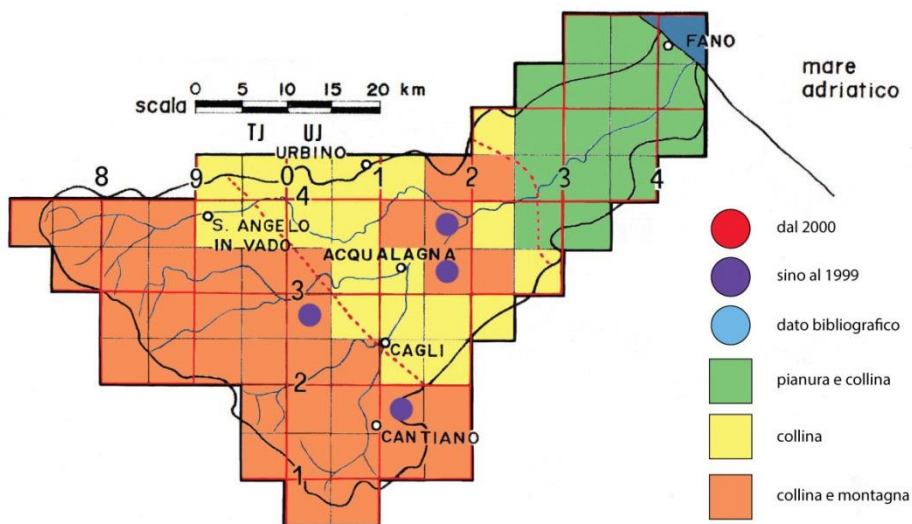 FANO
mare
adriatico
scala 0 5 10 15 20 km
TJ UJ
URBINO
8 9 0 1 2 3 4
4
S. ANGELO
IN VADO
ACQUALAGNA
3
CAGLI
2
CANTIANO
1
dal 2000
sino al 1999
dato bibliografico
pianura e collina
collina
collina e montagna